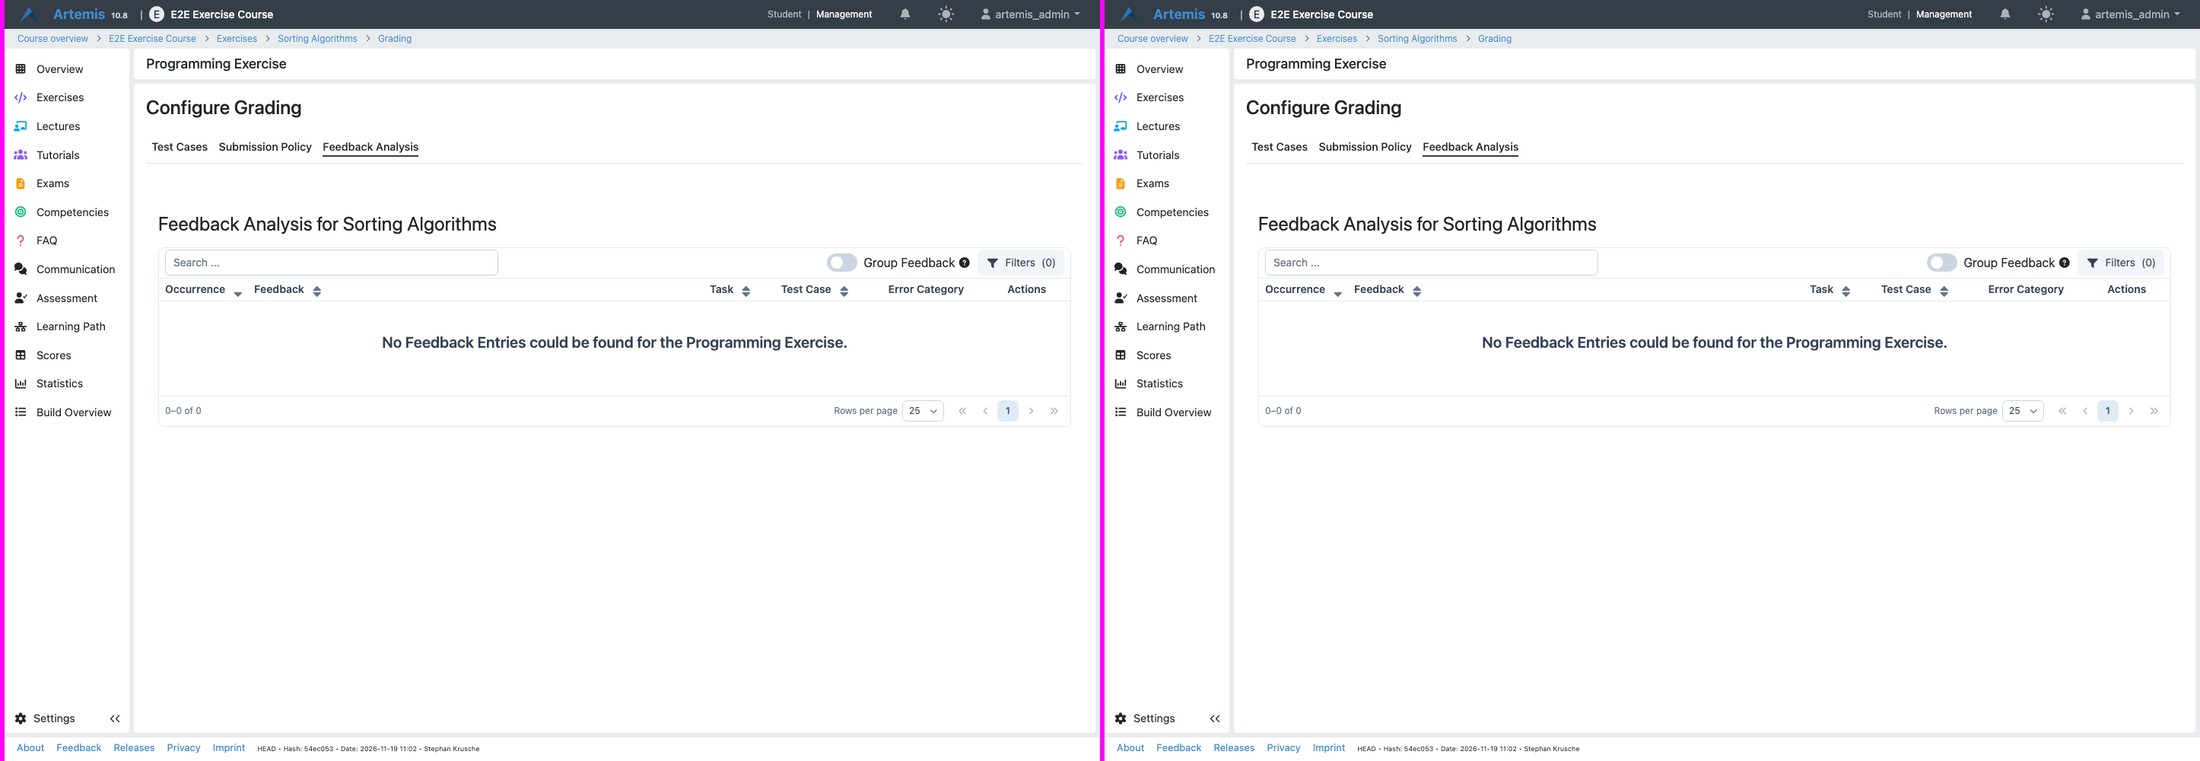 Artemis 10.8 | E E2E Exercise Course Student | Management artemis_admin
Course overview > E2E Exercise Course > Exercises > Sorting Algorithms > Grading
Overview
Exercises
Lectures
Tutorials
Exams
Competencies
FAQ
Communication
Assessment
Learning Path
Scores
Statistics
Build Overview
Settings
Programming Exercise
Configure Grading
Test Cases Submission Policy Feedback Analysis
Feedback Analysis for Sorting Algorithms
Search ... Group Feedback ? Filters (0)
Occurrence Feedback Task Test Case Error Category Actions
No Feedback Entries could be found for the Programming Exercise.
0–0 of 0 Rows per page 25 « ‹ 1 › »
About Feedback Releases Privacy Imprint HEAD • Hash: 54ec053 • Date: 2026-11-19 11:02 • Stephan Krusche
Artemis 10.8 | E E2E Exercise Course Student | Management artemis_admin
Course overview > E2E Exercise Course > Exercises > Sorting Algorithms > Grading
Overview
Exercises
Lectures
Tutorials
Exams
Competencies
FAQ
Communication
Assessment
Learning Path
Scores
Statistics
Build Overview
Settings
Programming Exercise
Configure Grading
Test Cases Submission Policy Feedback Analysis
Feedback Analysis for Sorting Algorithms
Search ... Group Feedback ? Filters (0)
Occurrence Feedback Task Test Case Error Category Actions
No Feedback Entries could be found for the Programming Exercise.
0–0 of 0 Rows per page 25 « ‹ 1 › »
About Feedback Releases Privacy Imprint HEAD • Hash: 54ec053 • Date: 2026-11-19 11:02 • Stephan Krusche